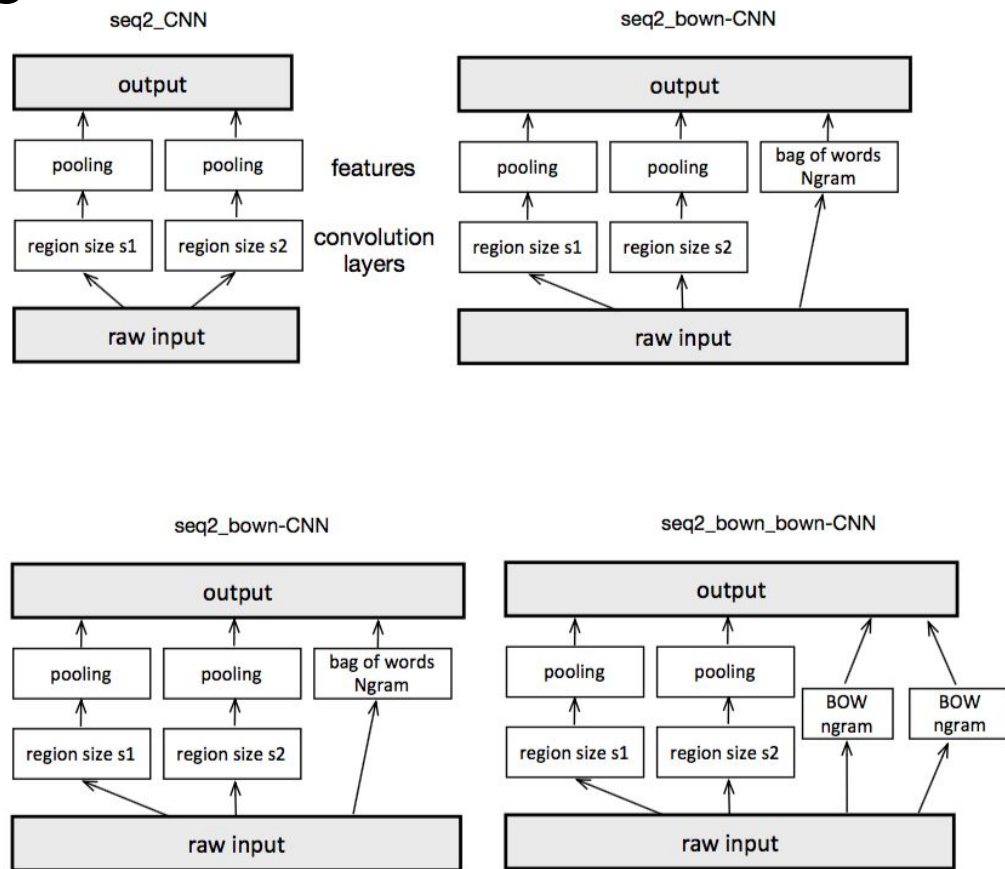 seq2_CNN
output
pooling
pooling
features
region size s1
region size s2
convolution
layers
raw input
seq2_bown-CNN
output
pooling
pooling
bag of words
Ngram
region size s1
region size s2
raw input
seq2_bown-CNN
output
pooling
pooling
bag of words
Ngram
region size s1
region size s2
raw input
seq2_bown_bown-CNN
output
pooling
pooling
BOW
ngram
BOW
ngram
region size s1
region size s2
raw input